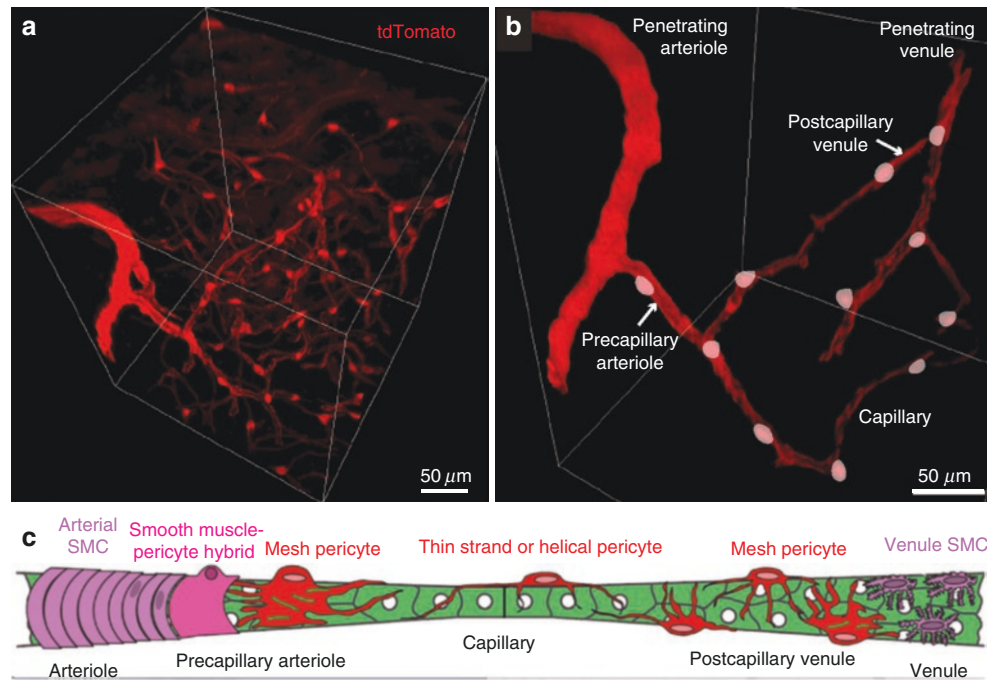 a
tdTomato
50 μm
b
Penetrating
arteriole
Penetrating
venule
Postcapillary
venule
Precapillary
arteriole
Capillary
50 μm
c
Arterial
SMC
Smooth muscle-
pericyte hybrid
Mesh pericyte
Thin strand or helical pericyte
Mesh pericyte
Venule SMC
Arteriole
Precapillary arteriole
Capillary
Postcapillary venule
Venule